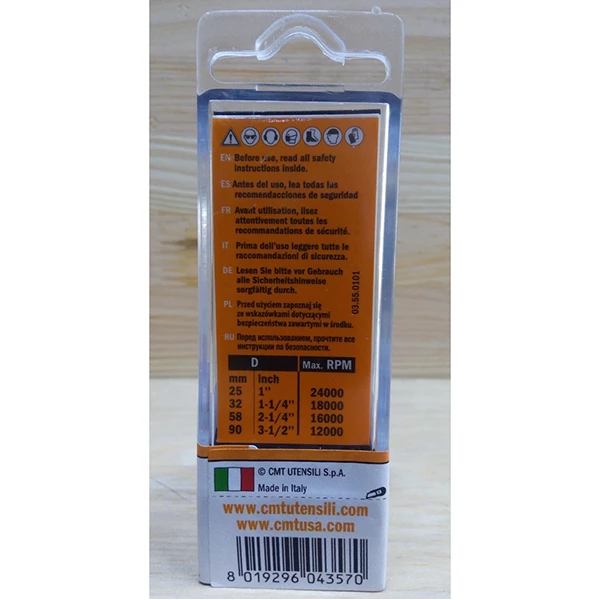 EN Before use, read all safety
instructions inside.
ES Antes del uso, lea todas las
recomendacciones de seguridad
FR Avant utilisation, lisez
attentivement toutes les
recommandations de sécurité.
IT Prima dell'uso leggere tutte le
raccomandazioni di sicurezza.
DE Lesen Sie bitte vor Gebrauch
alle Sicherheitshinweise
sorgfältig durch.
PL Przed użyciem zapoznaj się
ze wskazówkami dotyczącymi
bezpieczeństwa zawartymi w środku.
RU Перед использованием, прочтите все
инструкции по безопасности.
03.55.0101
D Max. RPM
mm inch
25 1" 24000
32 1-1/4" 18000
58 2-1/4" 16000
90 3-1/2" 12000
© CMT UTENSILI S.p.A.
Made in Italy
www.cmtutensili.com
www.cmtusa.com
8 019296 043570